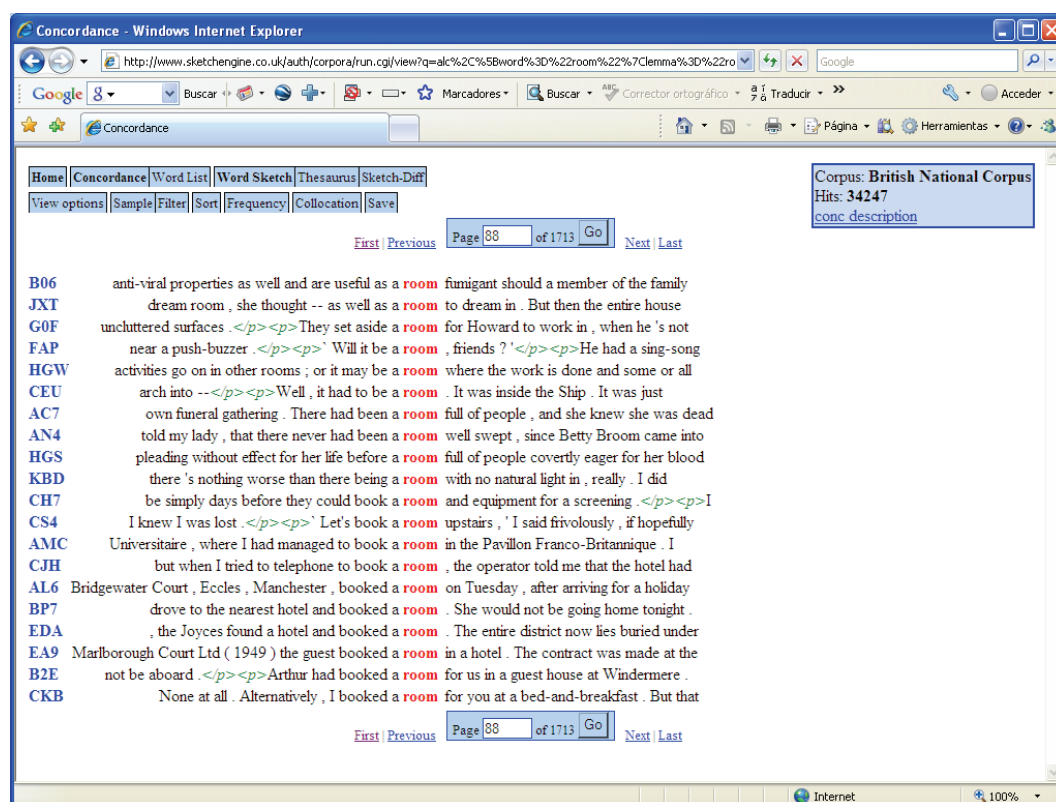 Concordance - Windows Internet Explorer
http://www.sketchengine.co.uk/auth/corpora/run.cgi/view?q=alc%2C%5Bword%3D%22room%22%7Clemma%3D%22ro Google
Google Buscar Marcadores Buscar ABC Corrector ortográfico Traducir Acceder
Concordance Página Herramientas
Home Concordance Word List Word Sketch Thesaurus Sketch-Diff
View options Sample Filter Sort Frequency Collocation Save
Corpus: British National Corpus
Hits: 34247
conc description
First | Previous Page 88 of 1713 Go Next | Last
B06 anti-viral properties as well and are useful as a room fumigant should a member of the family
JXT dream room , she thought -- as well as a room to dream in . But then the entire house
G0F uncluttered surfaces .</p><p>They set aside a room for Howard to work in , when he 's not
FAP near a push-buzzer .</p><p>` Will it be a room , friends ? '</p><p>He had a sing-song
HGW activities go on in other rooms ; or it may be a room where the work is done and some or all
CEU arch into --</p><p>Well , it had to be a room . It was inside the Ship . It was just
AC7 own funeral gathering . There had been a room full of people , and she knew she was dead
AN4 told my lady , that there never had been a room well swept , since Betty Broom came into
HGS pleading without effect for her life before a room full of people covertly eager for her blood
KBD there 's nothing worse than there being a room with no natural light in , really . I did
CH7 be simply days before they could book a room and equipment for a screening .</p><p>I
CS4 I knew I was lost .</p><p>` Let's book a room upstairs , ' I said frivolously , if hopefully
AMC Universitaire , where I had managed to book a room in the Pavillon Franco-Britannique . I
CJH but when I tried to telephone to book a room , the operator told me that the hotel had
AL6 Bridgewater Court , Eccles , Manchester , booked a room on Tuesday , after arriving for a holiday
BP7 drove to the nearest hotel and booked a room . She would not be going home tonight .
EDA , the Joyces found a hotel and booked a room . The entire district now lies buried under
EA9 Marlborough Court Ltd ( 1949 ) the guest booked a room in a hotel . The contract was made at the
B2E not be aboard .</p><p>Arthur had booked a room for us in a guest house at Windermere .
CKB None at all . Alternatively , I booked a room for you at a bed-and-breakfast . But that
First | Previous Page 88 of 1713 Go Next | Last
Internet 100%